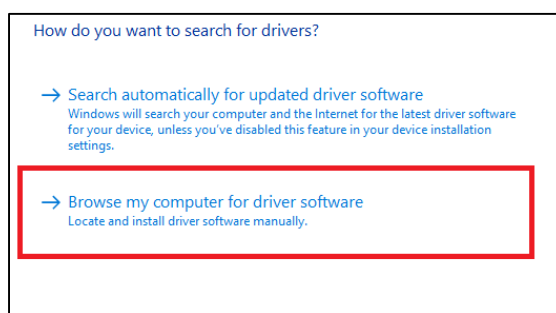 How do you want to search for drivers?
→ Search automatically for updated driver software
Windows will search your computer and the Internet for the latest driver software
for your device, unless you've disabled this feature in your device installation
settings.
→ Browse my computer for driver software
Locate and install driver software manually.